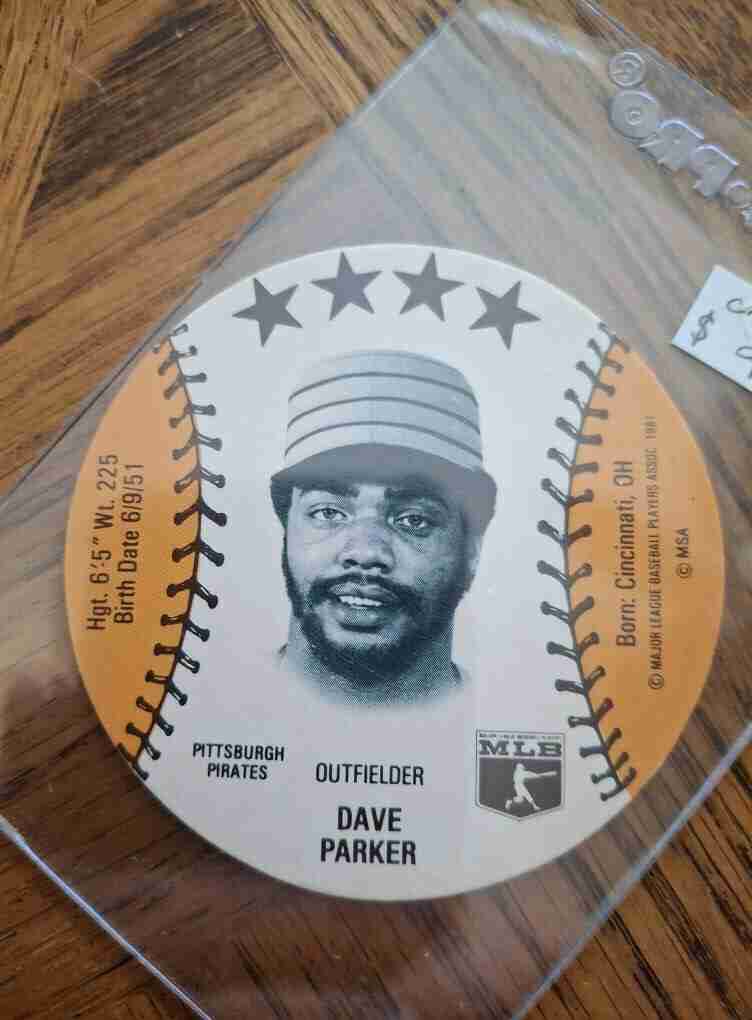 PRO
$
Hgt. 6'5" Wt. 225
Birth Date 6/9/51
Born: Cincinnati, OH
© MAJOR LEAGUE BASEBALL PLAYERS ASSOC. 1981
© MSA
PITTSBURGH
PIRATES
OUTFIELDER
MLB
DAVE
PARKER